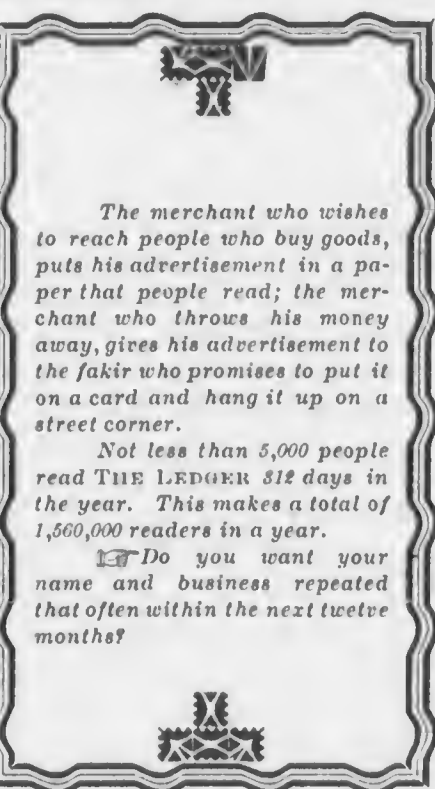 The merchant who wishes
to reach people who buy goods,
puts his advertisement in a pa-
per that people read; the mer-
chant who throws his money
away, gives his advertisement to
the fakir who promises to put it
on a card and hang it up on a
street corner.
Not less than 5,000 people
read THE LEDGER 312 days in
the year. This makes a total of
1,560,000 readers in a year.
☞Do you want your
name and business repeated
that often within the next twelve
months?